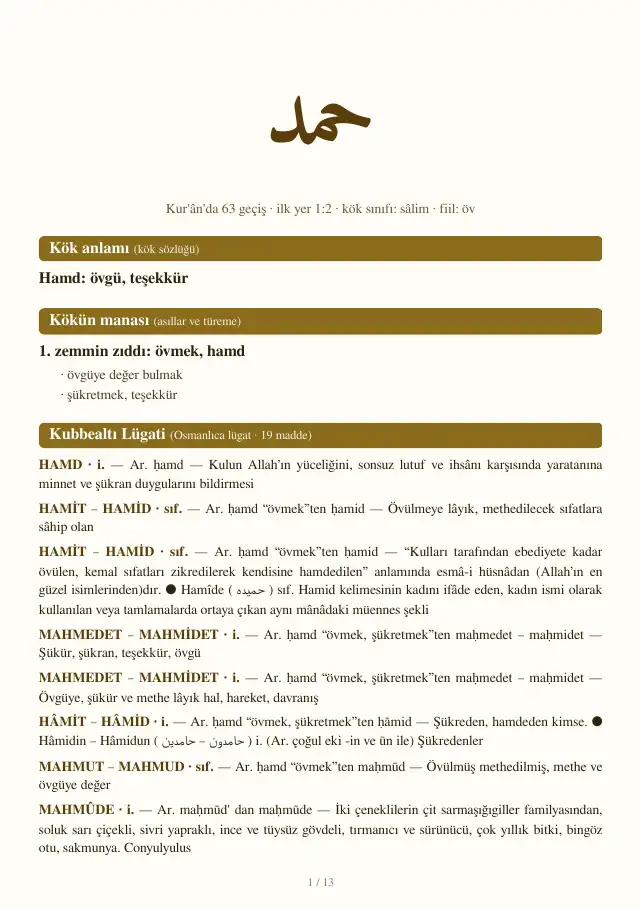 حمد
Kur'ân'da 63 geçiş · ilk yer 1:2 · kök sınıfı: sâlim · fiil: öv
Kök anlamı (kök sözlüğü)
Hamd: övgü, teşekkür
Kökün manası (asıllar ve türeme)
1. zemmin zıddı: övmek, hamd
· övgüye değer bulmak
· şükretmek, teşekkür
Kubbealtı Lügati (Osmanlıca lügat · 19 madde)
HAMD · i. — Ar. ḥamd — Kulun Allah’ın yüceliğini, sonsuz lutuf ve ihsânı karşısında yaratanına
minnet ve şükran duygularını bildirmesi
HAMİT – HAMİD · sıf. — Ar. ḥamd “övmek”ten ḥamid — Övülmeye lâyık, methedilecek sıfatlara
sâhip olan
HAMİT – HAMİD · sıf. — Ar. ḥamd “övmek”ten ḥamid — “Kulları tarafından ebediyete kadar
övülen, kemal sıfatları zikredilerek kendisine hamdedilen” anlamında esmâ-i hüsnâdan (Allah’ın en
güzel isimlerinden)dır. ● Hamîde ( حميده ) sıf. Hamid kelimesinin kadını ifâde eden, kadın ismi olarak
kullanılan veya tamlamalarda ortaya çıkan aynı mânâdaki müennes şekli
MAHMEDET – MAHMİDET · i. — Ar. ḥamd “övmek, şükretmek”ten maḥmedet – maḥmidet —
Şükür, şükran, teşekkür, övgü
MAHMEDET – MAHMİDET · i. — Ar. ḥamd “övmek, şükretmek”ten maḥmedet – maḥmidet —
Övgüye, şükür ve methe lâyık hal, hareket, davranış
HÂMİT – HÂMİD · i. — Ar. ḥamd “övmek, şükretmek”ten ḥāmid — Şükreden, hamdeden kimse. ●
Hâmidin – Hâmidun ( حامدون – حامدين ) i. (Ar. çoğul eki -in ve ün ile) Şükredenler
MAHMUT – MAHMUD · sıf. — Ar. ḥamd “övmek”ten maḥmūd — Övülmüş methedilmiş, methe ve
övgüye değer
MAHMÛDE · i. — Ar. maḥmūd' dan maḥmūde — İki çeneklilerin çit sarmaşığıgiller familyasından,
soluk sarı çiçekli, sivri yapraklı, ince ve tüysüz gövdeli, tırmanıcı ve sürünücü, çok yıllık bitki, bingöz
otu, sakmunya. Conyulyulus
1 / 13